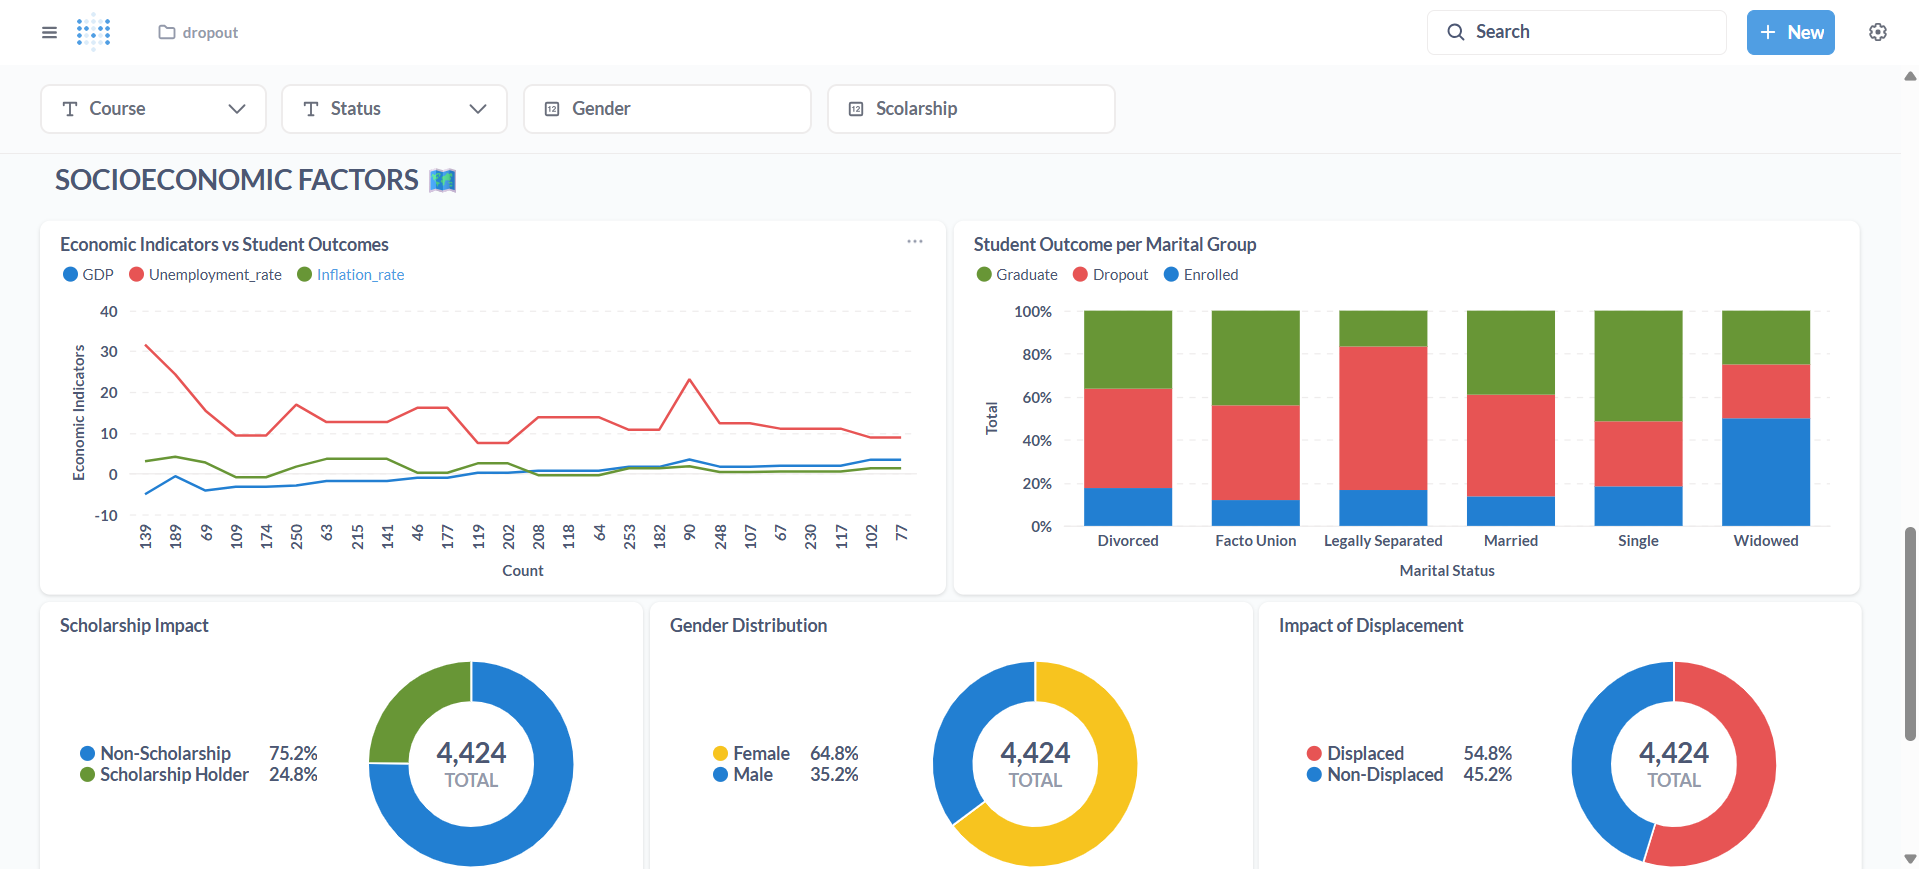 dropout
Search
+ New
Course
Status
12 Gender
12 Scolarship
SOCIOECONOMIC FACTORS
Economic Indicators vs Student Outcomes
GDP Unemployment_rate Inflation_rate
40
30
20
10
0
-10
Economic Indicators
139 189 69 109 174 250 63 215 141 46 177 119 202 208 118 64 253 182 90 248 107 67 230 117 102 77
Count
Student Outcome per Marital Group
Graduate Dropout Enrolled
100%
80%
60%
40%
20%
0%
Total
Divorced Facto Union Legally Separated Married Single Widowed
Marital Status
Scholarship Impact
Non-Scholarship 75.2%
Scholarship Holder 24.8%
4,424
TOTAL
Gender Distribution
Female 64.8%
Male 35.2%
4,424
TOTAL
Impact of Displacement
Displaced 54.8%
Non-Displaced 45.2%
4,424
TOTAL